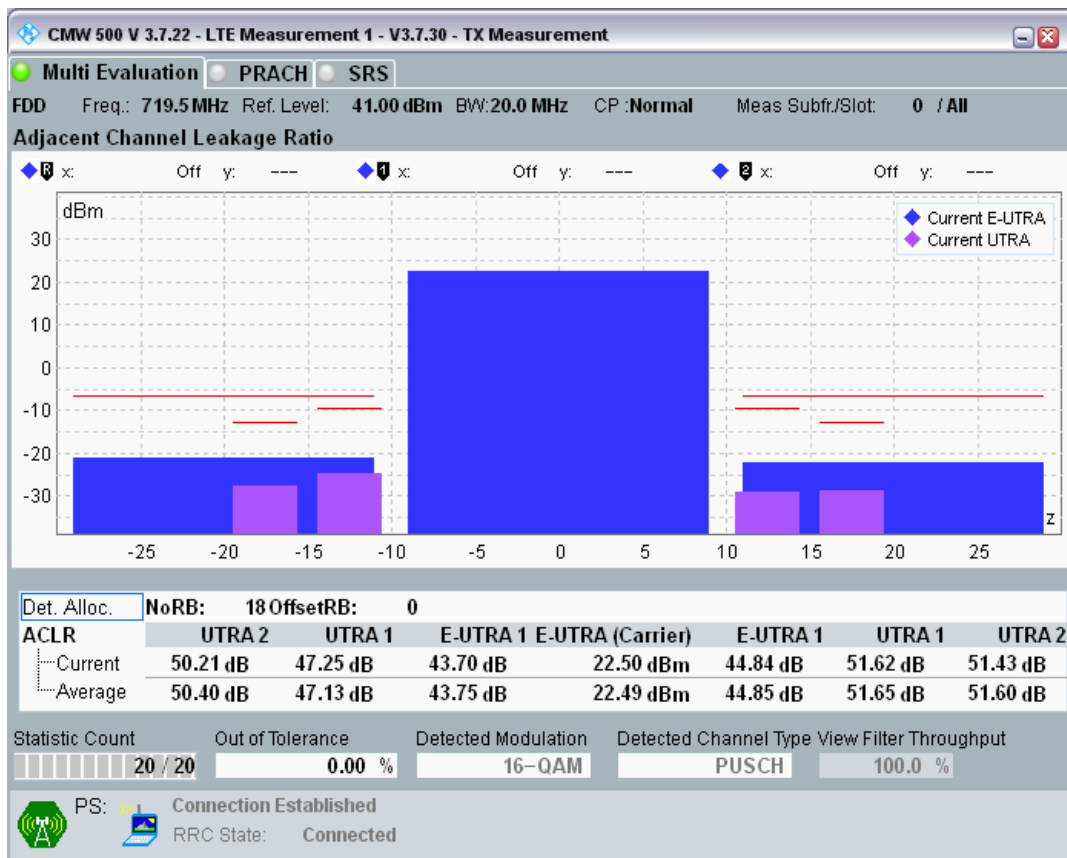 CMW 500 V 3.7.22 - LTE Measurement 1 - V3.7.30 - TX Measurement
Multi Evaluation PRACH SRS
FDD Freq.: 719.5 MHz Ref. Level: 41.00 dBm BW:20.0 MHz CP :Normal Meas Subfr./Slot: 0 / All
Adjacent Channel Leakage Ratio
R x: Off y: --- 1 x: Off y: --- 2 x: Off y: ---
dBm
Current E-UTRA
Current UTRA
30
20
10
0
-10
-20
-30
z
-25 -20 -15 -10 -5 0 5 10 15 20 25
Det. Alloc. NoRB: 18 OffsetRB: 0
ACLR UTRA 2 UTRA 1 E-UTRA 1 E-UTRA (Carrier) E-UTRA 1 UTRA 1 UTRA 2
Current 50.21 dB 47.25 dB 43.70 dB 22.50 dBm 44.84 dB 51.62 dB 51.43 dB
Average 50.40 dB 47.13 dB 43.75 dB 22.49 dBm 44.85 dB 51.65 dB 51.60 dB
Statistic Count Out of Tolerance Detected Modulation Detected Channel Type View Filter Throughput
20 / 20 0.00 % 16-QAM PUSCH 100.0 %
PS: Connection Established
RRC State: Connected